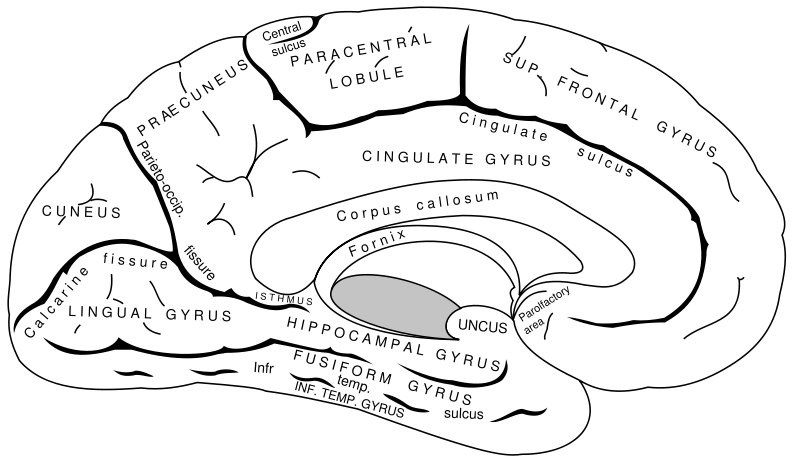 Central
sulcus
PARACENTRAL
LOBULE
SUP. FRONTAL GYRUS
PRAECUNEUS
Cingulate sulcus
CINGULATE GYRUS
Parieto-occip.
fissure
Corpus callosum
CUNEUS
Fornix
fissure
Calcarine
ISTHMUS
Parolfactory
area
LINGUAL GYRUS
HIPPOCAMPAL GYRUS
UNCUS
FUSIFORM GYRUS
Infr
temp.
INF. TEMP. GYRUS
sulcus